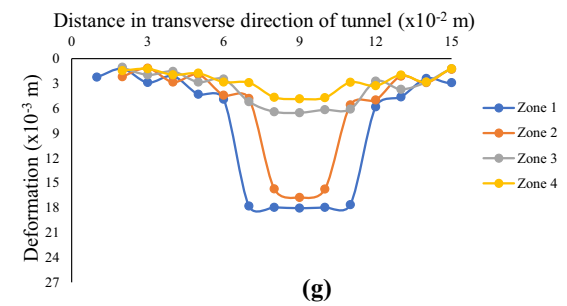 Distance in transverse direction of tunnel (x10-2 m)
0 3 6 9 12 15
0
3
6
9
12
15
18
21
24
27
Deformation (x10-3 m)
Zone 1
Zone 2
Zone 3
Zone 4
(g)